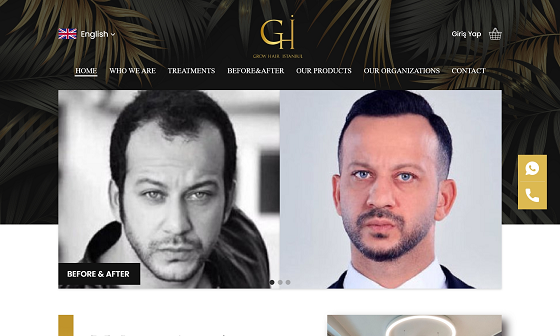 English
GHI
GROW HAIR ISTANBUL
Giriş Yap
HOME WHO WE ARE TREATMENTS BEFORE&AFTER OUR PRODUCTS OUR ORGANIZATIONS CONTACT
BEFORE & AFTER